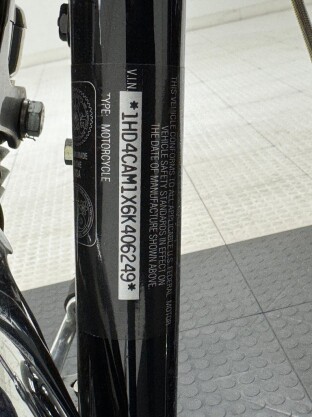 THIS VEHICLE CONFORMS TO ALL APPLICABLE U.S. FEDERAL MOTOR
VEHICLE SAFETY STANDARDS IN EFFECT ON
THE DATE OF MANUFACTURE SHOWN ABOVE.
V.I.N.
*1HD4CAM1X6K406249*
TYPE: MOTORCYCLE